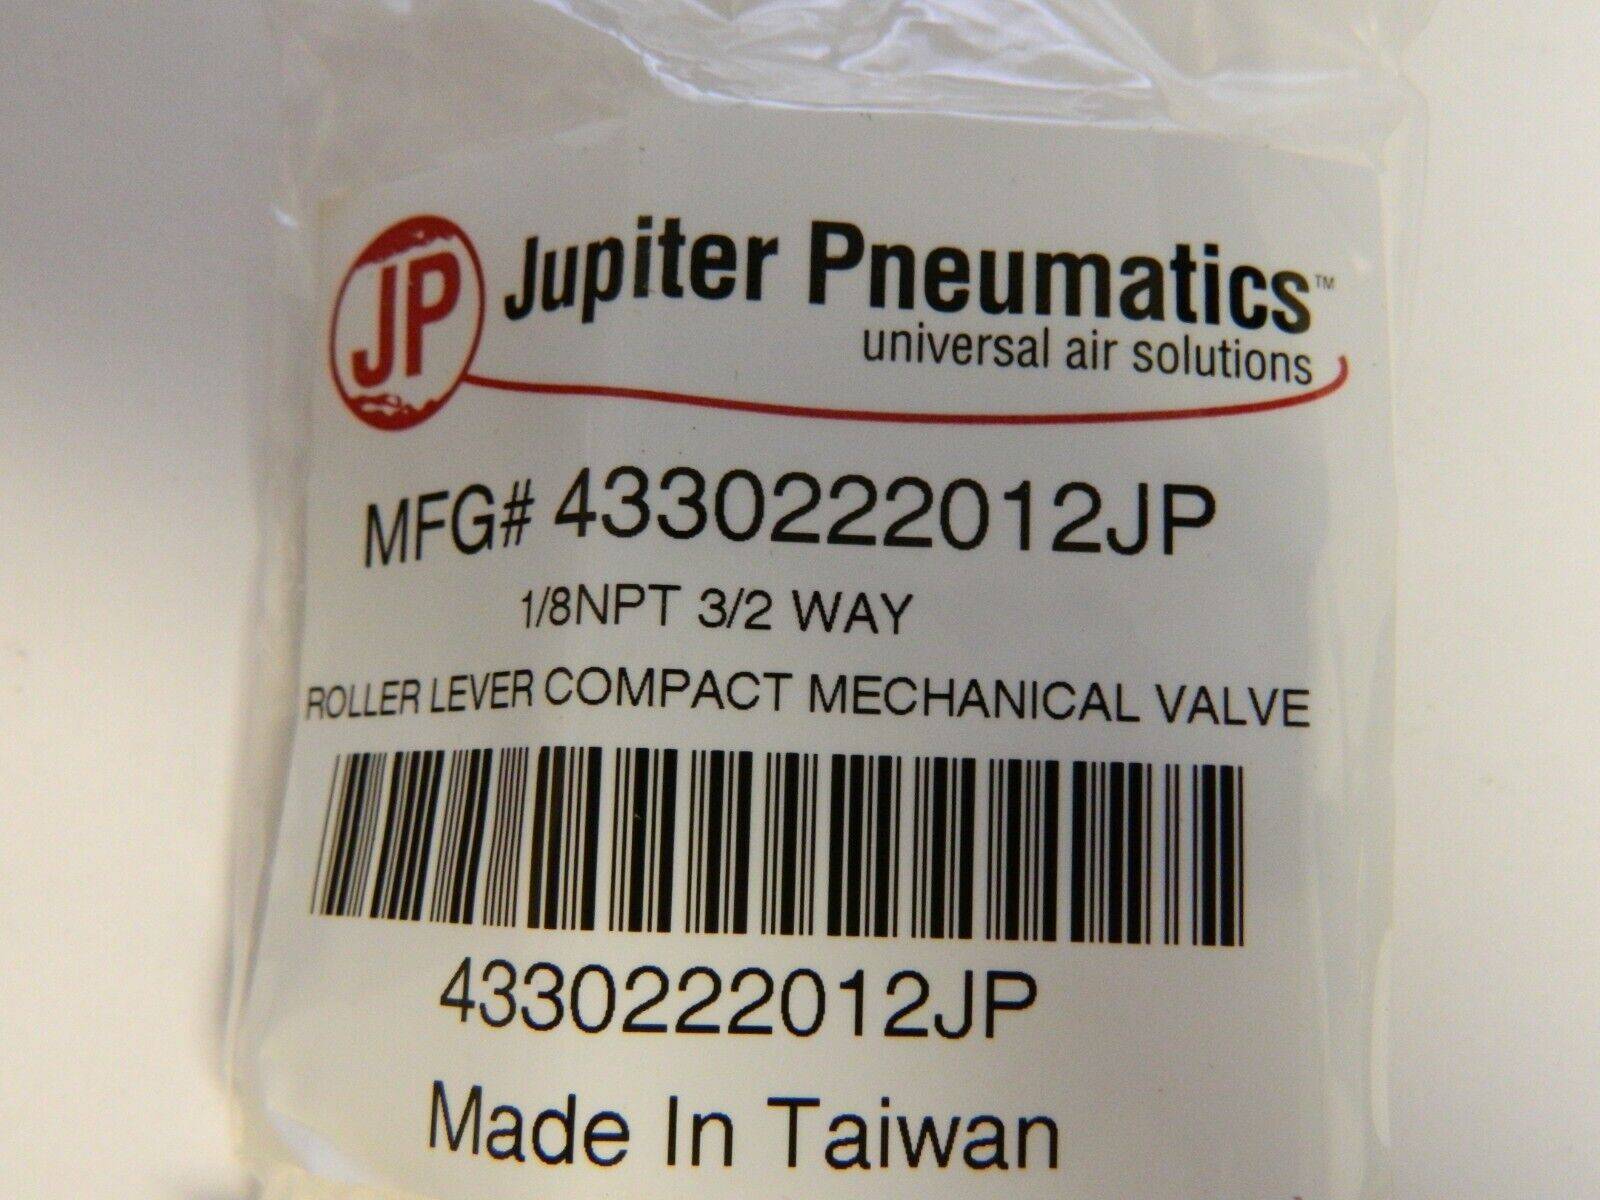 JP Jupiter Pneumatics™
universal air solutions
MFG# 4330222012JP
1/8NPT 3/2 WAY
ROLLER LEVER COMPACT MECHANICAL VALVE
4330222012JP
Made In Taiwan